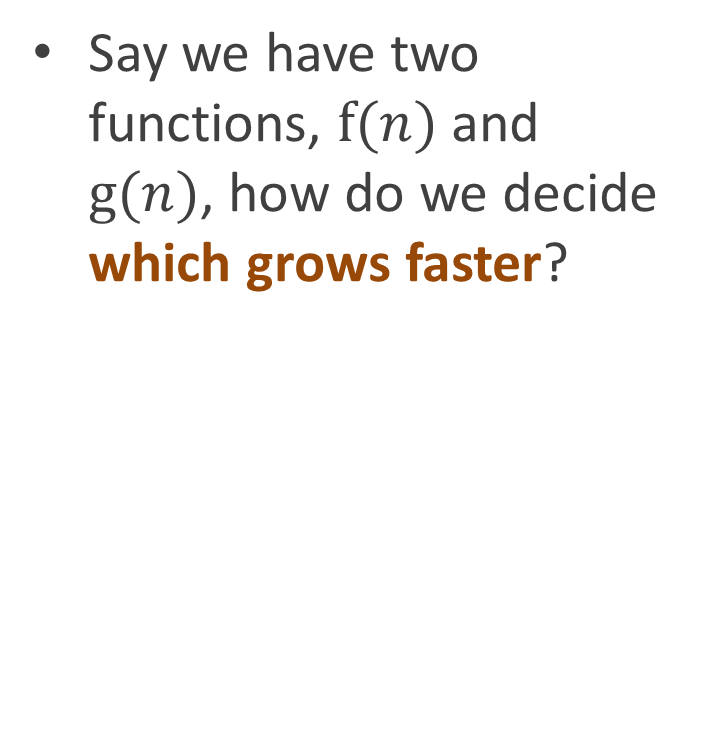 • Say we have two
functions, f(n) and
g(n), how do we decide
which grows faster?